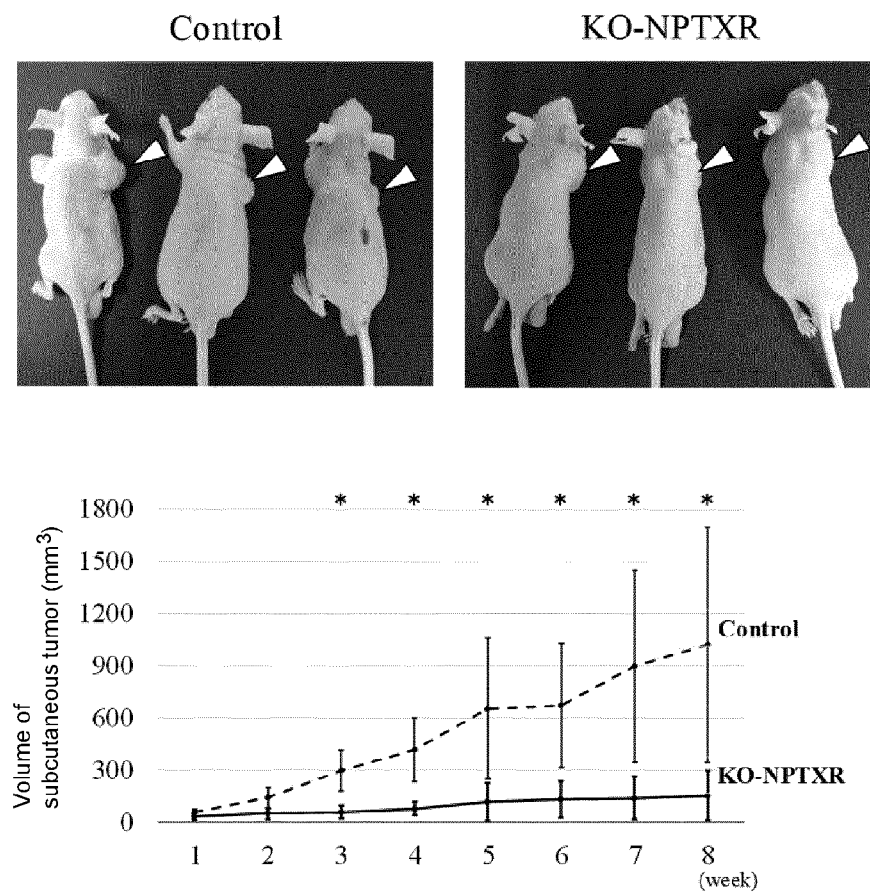 Control KO-NPTXR
* * * * * *
Volume of
subcutaneous tumor (mm³)
1800
1500
1200
900
600
300
0
Control
KO-NPTXR
1 2 3 4 5 6 7 8
(week)